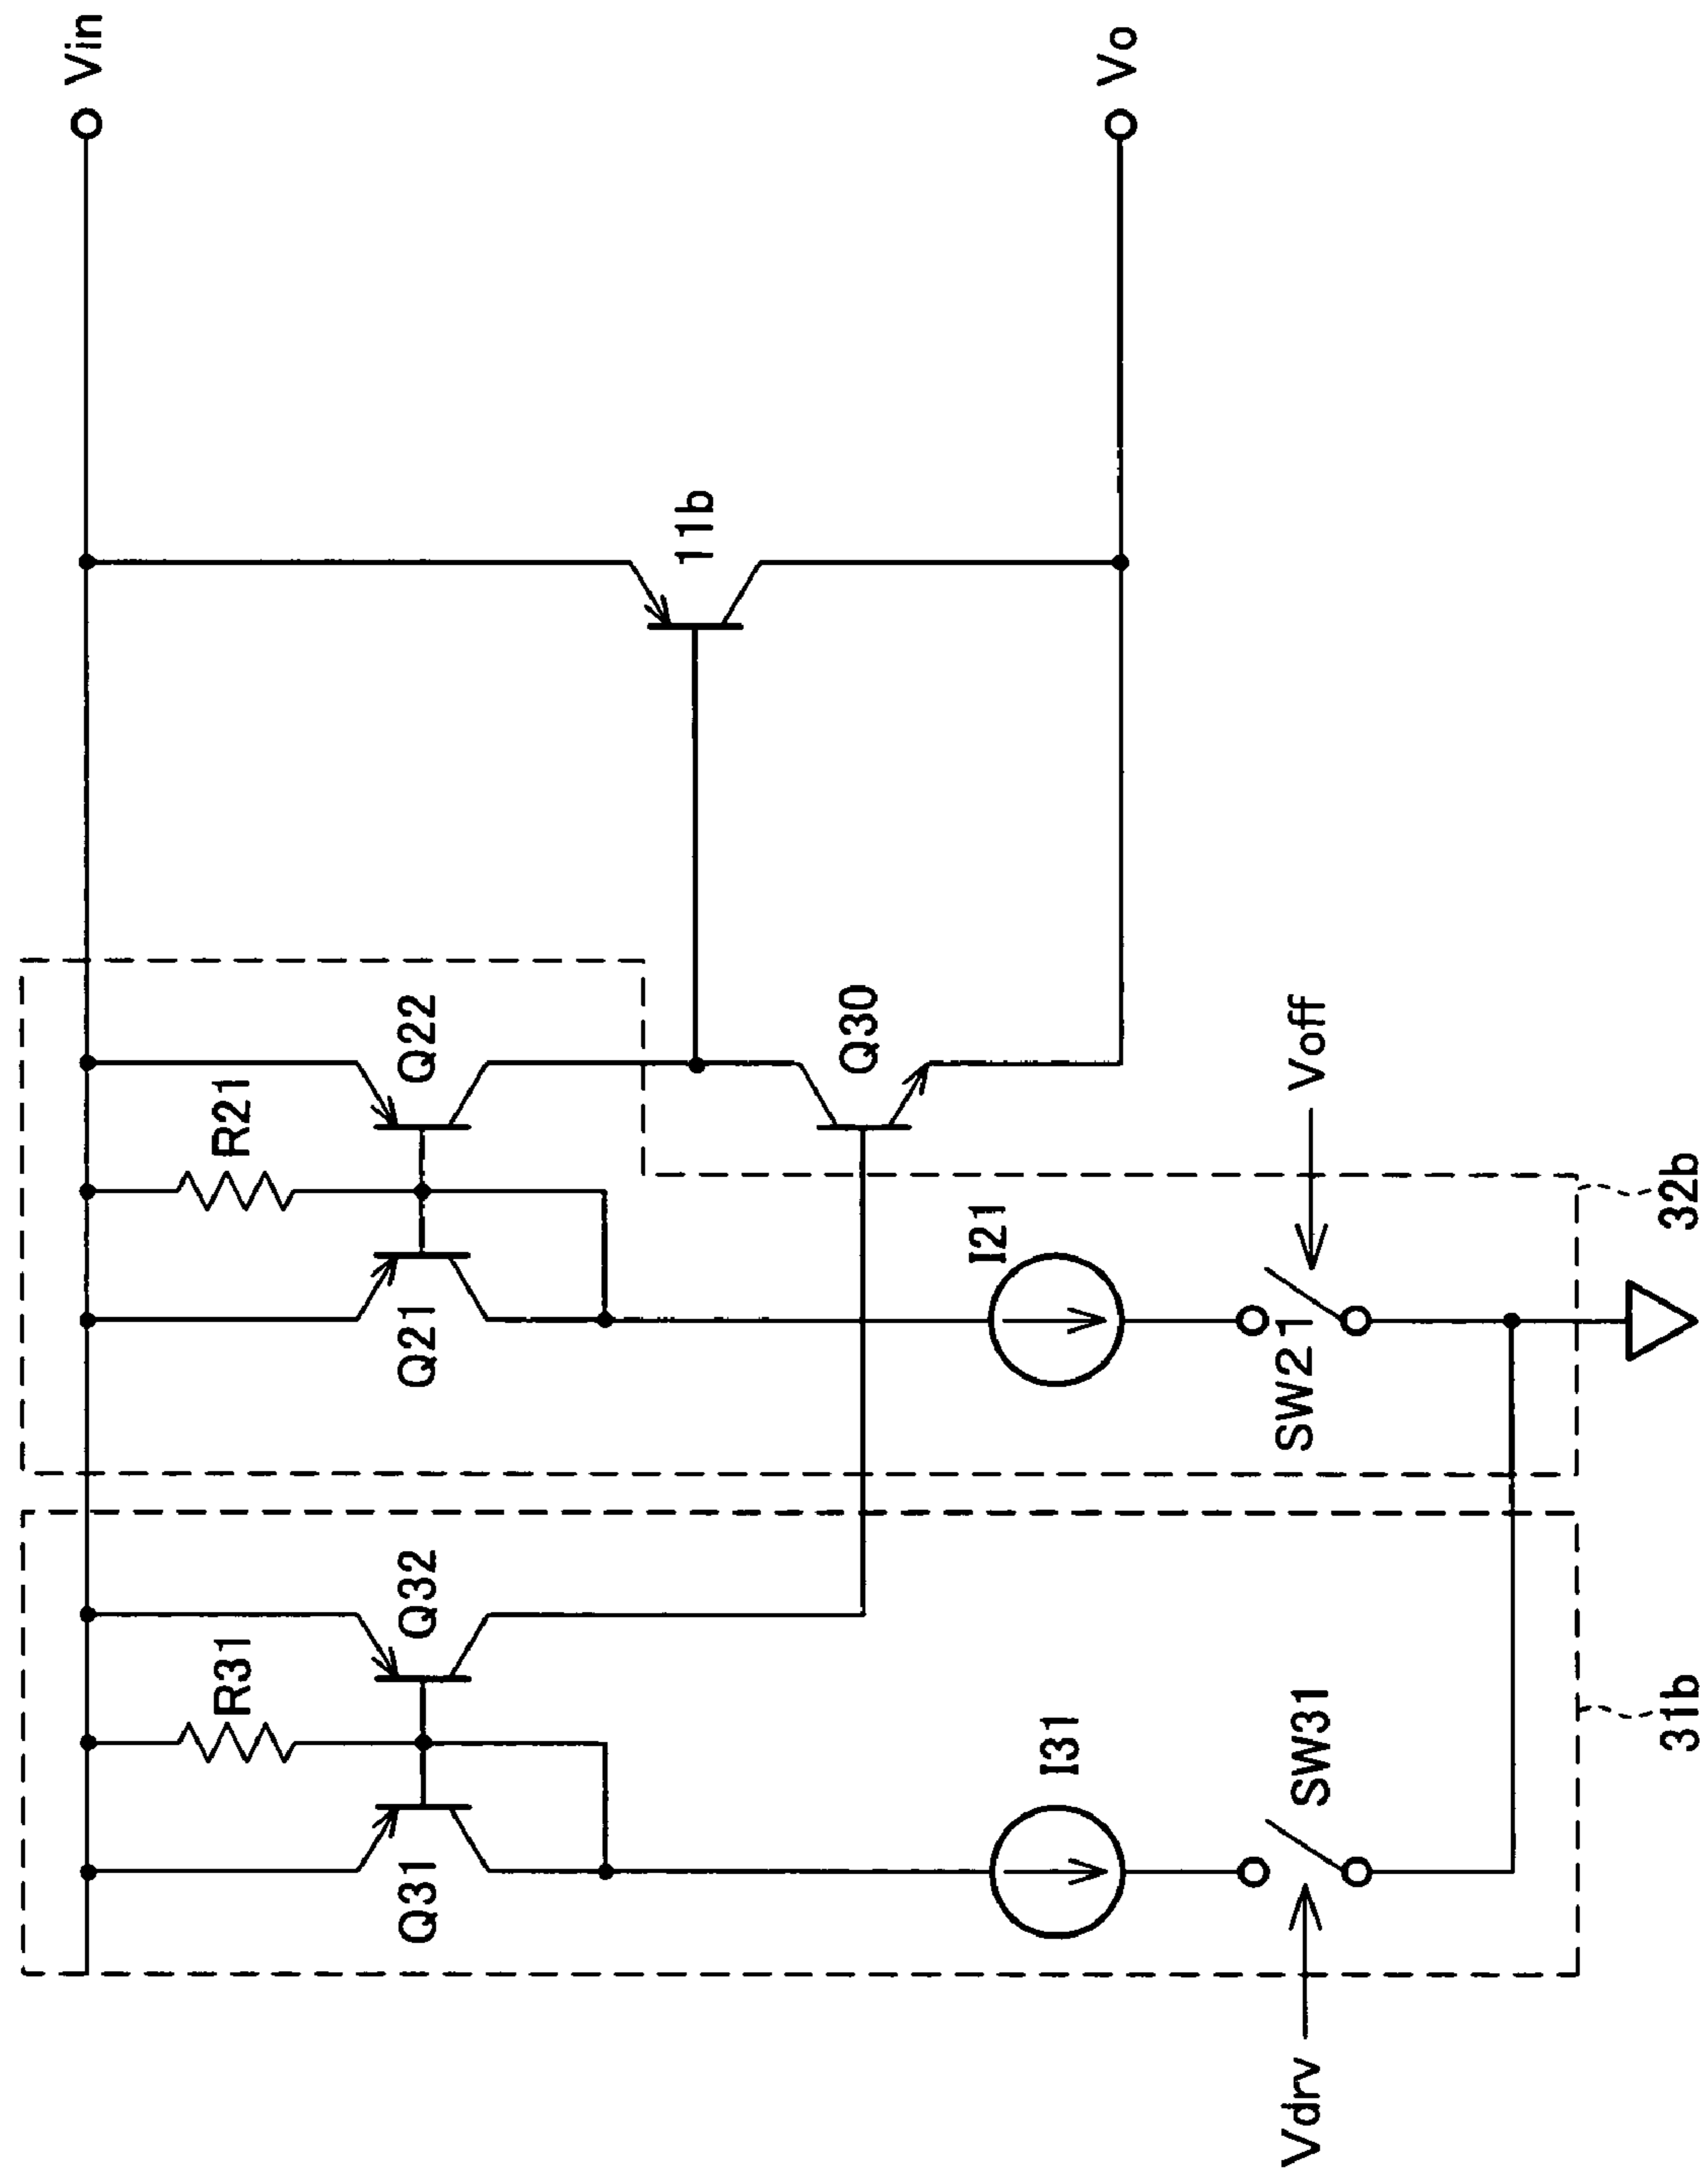 Vin
Vo
11b
Q22
R21
Q21
Q30
I21
Voff
SW21
32b
Q32
R31
Q31
I31
SW31
31b
Vdrv